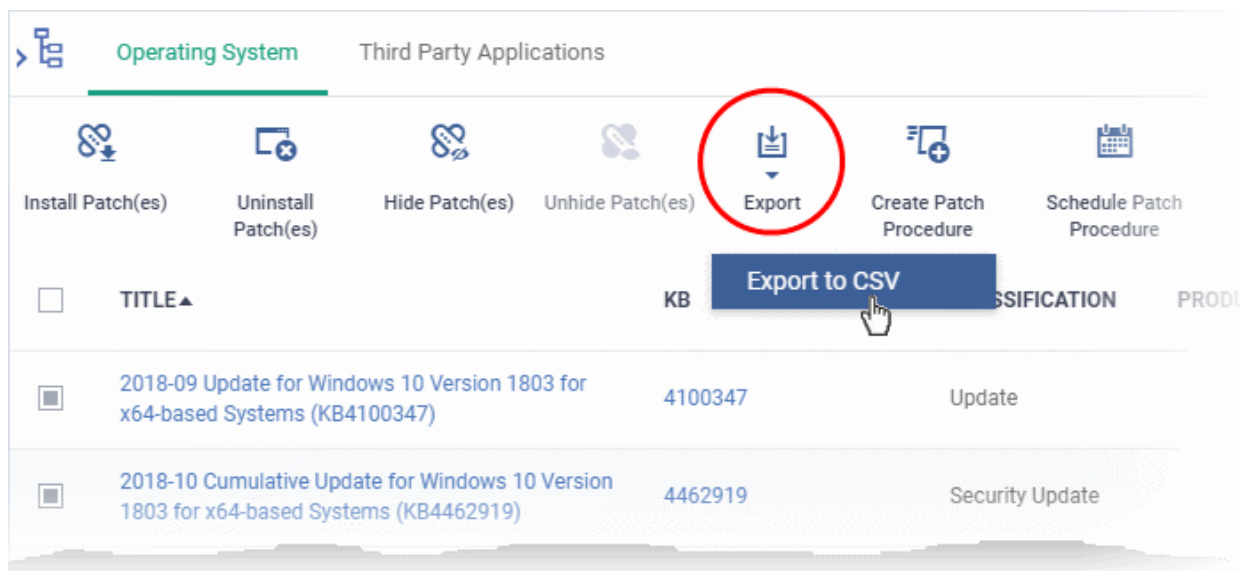 Operating System
Third Party Applications
Install Patch(es)
Uninstall
Patch(es)
Hide Patch(es)
Unhide Patch(es)
Export
Create Patch
Procedure
Schedule Patch
Procedure
Export to CSV
TITLE
KB
SSIFICATION
PRODU
2018-09 Update for Windows 10 Version 1803 for
x64-based Systems (KB4100347)
4100347
Update
2018-10 Cumulative Update for Windows 10 Version
1803 for x64-based Systems (KB4462919)
4462919
Security Update